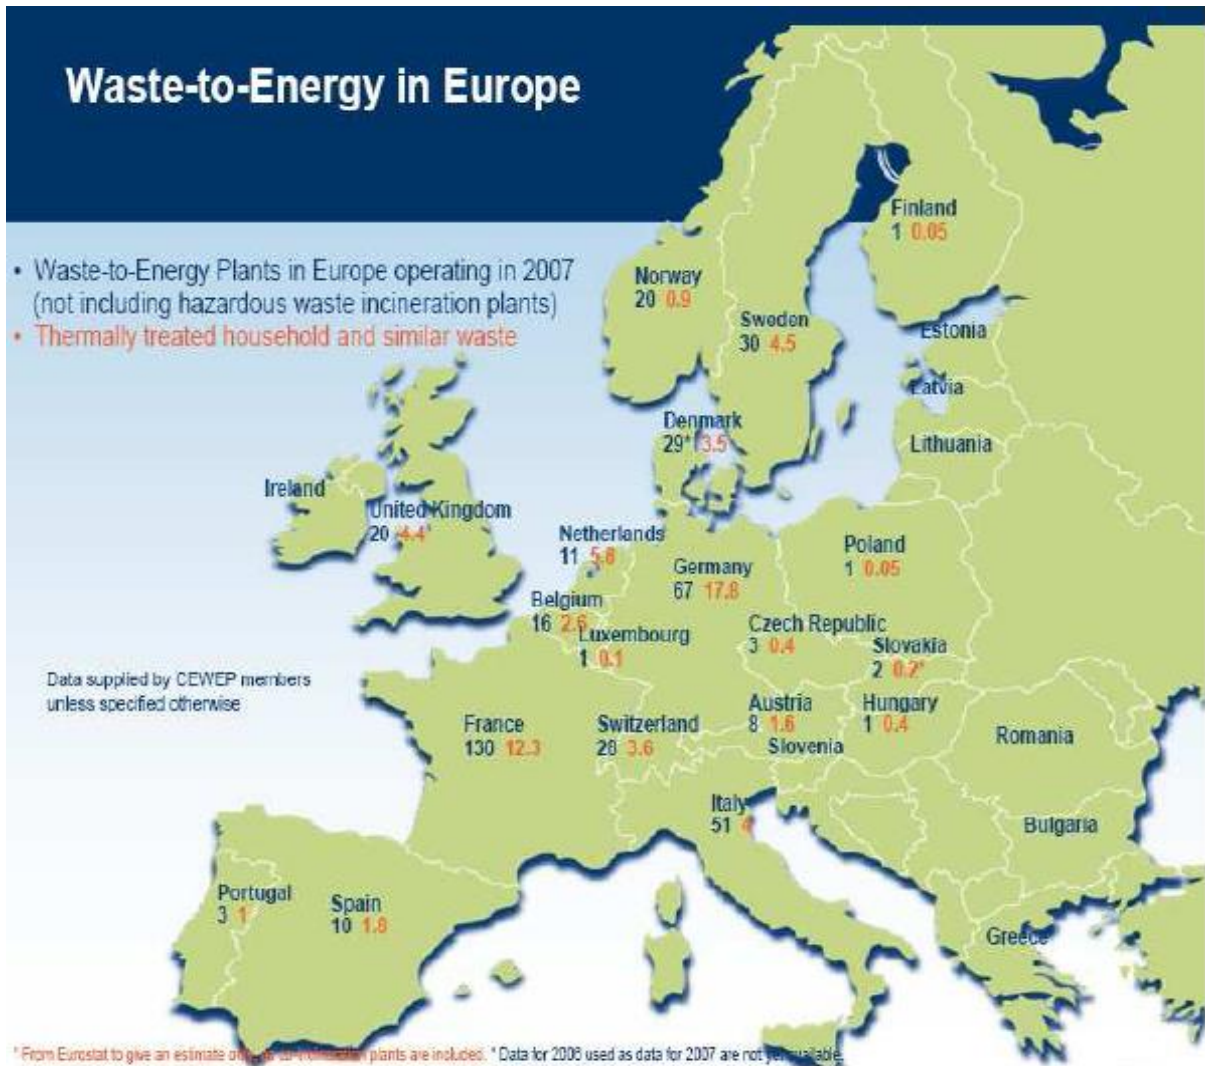 Waste-to-Energy in Europe
• Waste-to-Energy Plants in Europe operating in 2007
(not including hazardous waste incineration plants)
• Thermally treated household and similar waste
Finland
1 0.05
Norway
20 0.9
Sweden
30 4.5
Estonia
Latvia
Denmark
29* 3.5
Lithuania
Ireland
United Kingdom
20 4.4*
Netherlands
11
Poland
1 0.05
Germany
67 17.8
Belgium
16 2.6
Czech Republic
3 0.4
Luxembourg
1 0.1
Slovakia
2 0.2*
Data supplied by CEWEP members
unless specified otherwise
Austria
8 1.6
Hungary
1 0.4
France
130 12.3
Switzerland
28 3.6
Slovenia
Romania
Italy
51
Bulgaria
Portugal
3 1
Spain
10 1.8
Greece
* From Eurostat to give an estimate plants are included. * Data for 2006 used as data for 2007 are not yet available.